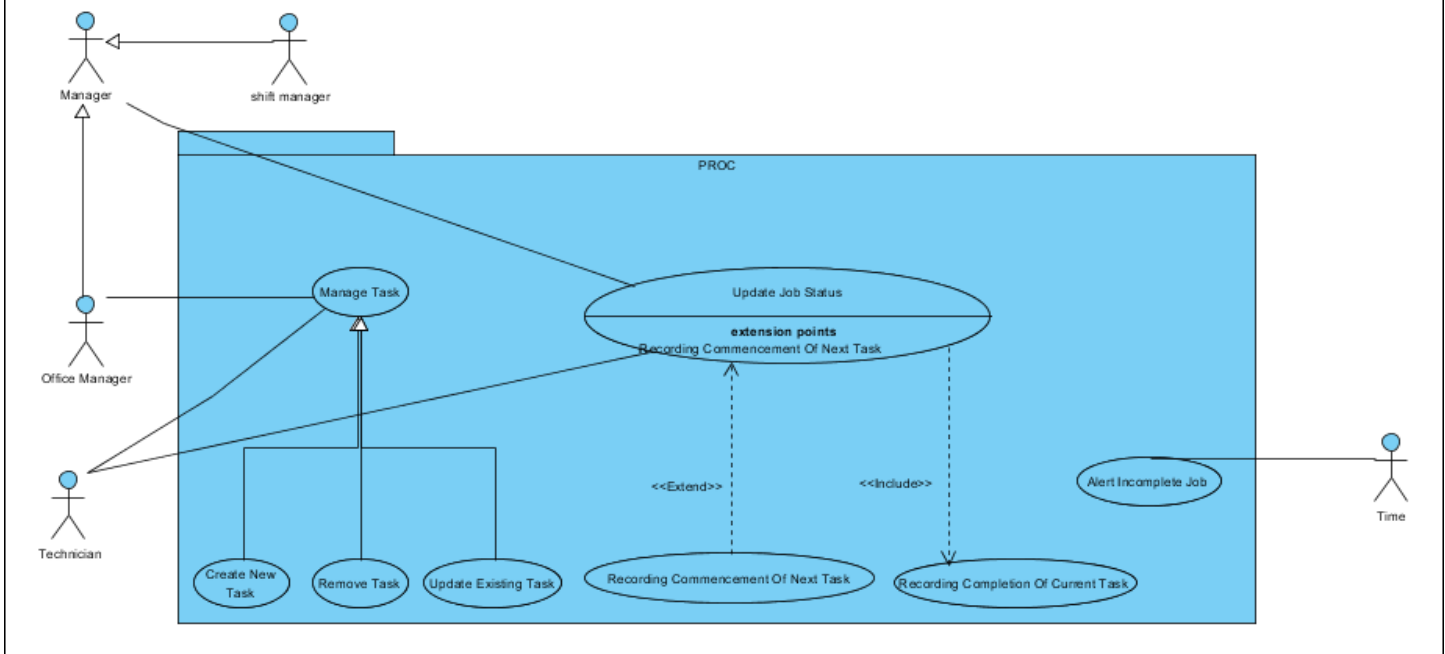 Manager
shift manager
PROC
Manage Task
Update Job Status
extension points
Recording Commencement Of Next Task
Office Manager
<<Extend>>
<<Include>>
Alert Incomplete Job
Time
Technician
Create New
Task
Remove Task
Update Existing Task
Recording Commencement Of Next Task
Recording Completion Of Current Task